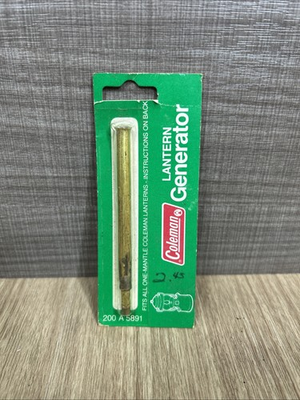 LANTERN
Generator
Coleman
FITS ALL ONE-MANTLE COLEMAN LANTERNS - INSTRUCTIONS ON BACK
200 A 5891